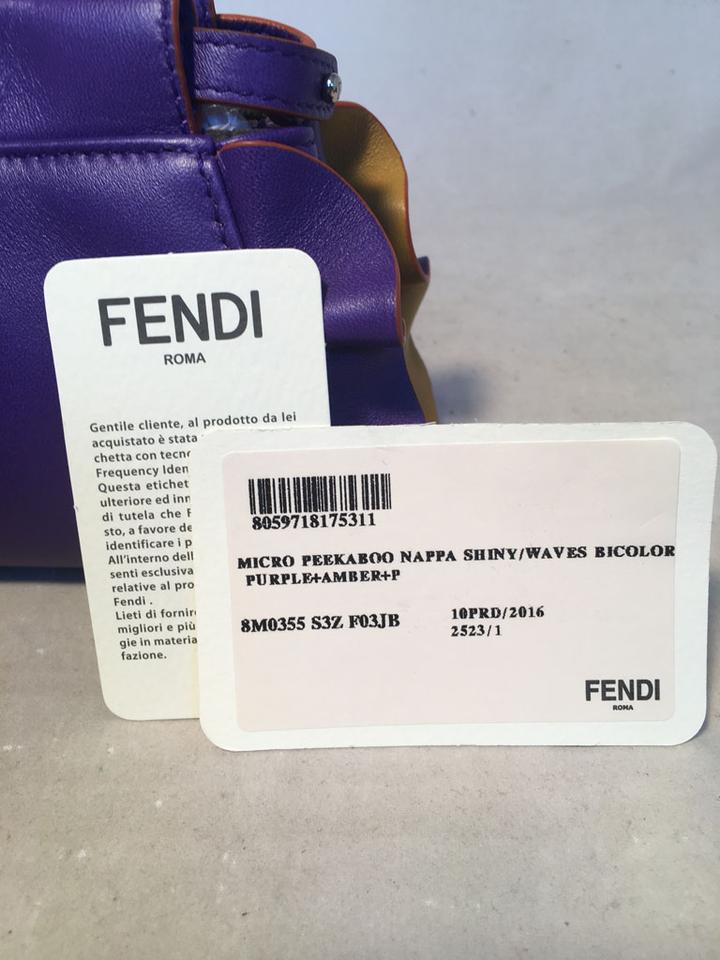 FENDI
ROMA
Gentile cliente, al prodotto da lei
acquistato è stata
chetta con tecno
Frequency Iden
Questa etichet
ulteriore ed inn
di tutela che F
sto, a favore de
identificare i p
All'interno dell
senti esclusiva
relative al pro
Fendi .
Lieti di fornir
migliori e più
gie in materia
fazione.
8059718175311
MICRO PEEKABOO NAPPA SHINY/WAVES BICOLOR
PURPLE+AMBER+P
8M0355 S3Z F03JB
10PRD/2016
2523/1
FENDI
ROMA